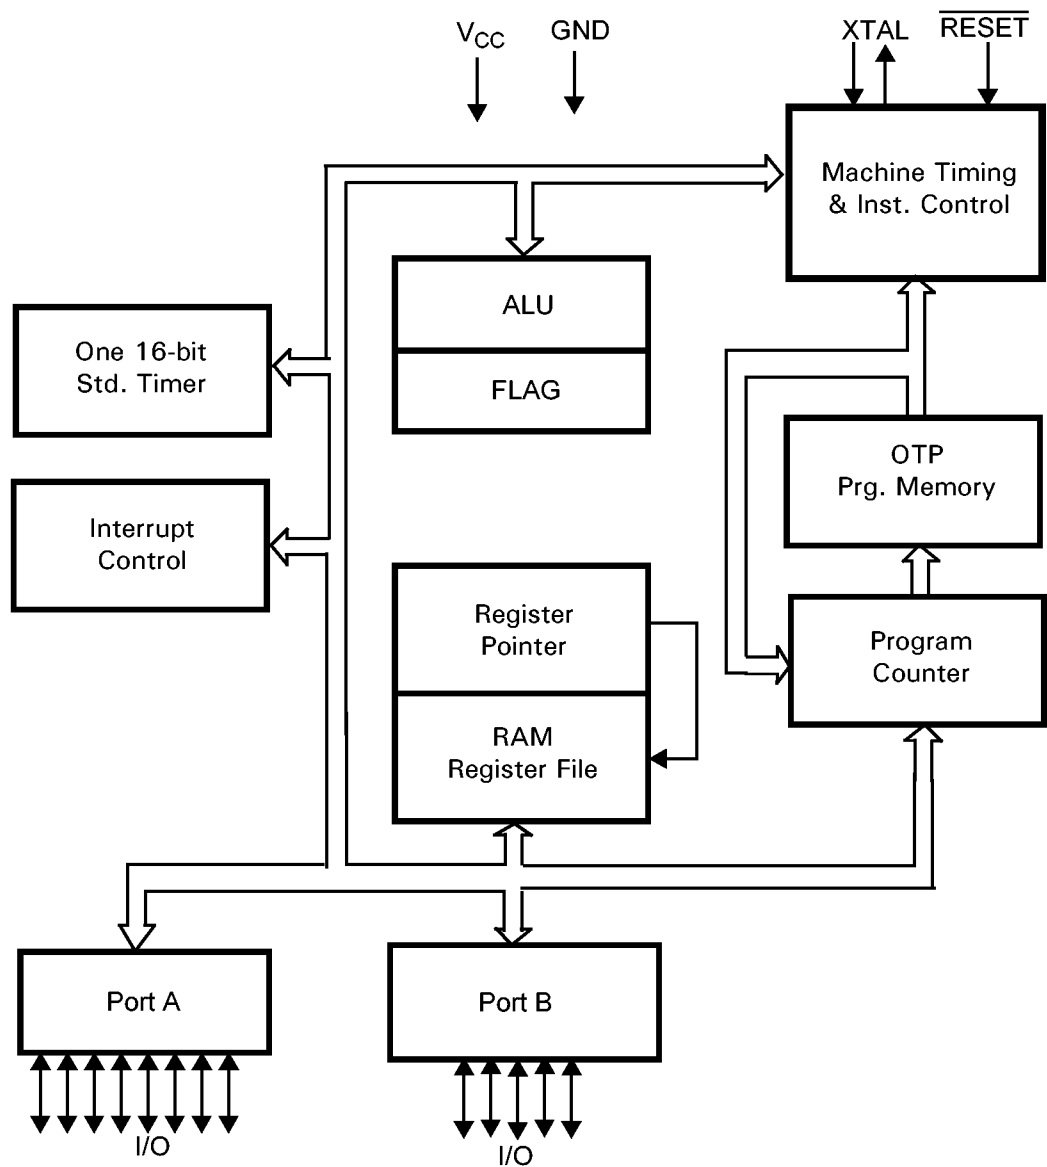 VCC
GND
XTAL
RESET
Machine Timing
& Inst. Control
ALU
FLAG
One 16-bit
Std. Timer
OTP
Prg. Memory
Interrupt
Control
Register
Pointer
Program
Counter
RAM
Register File
Port A
Port B
I/O
I/O